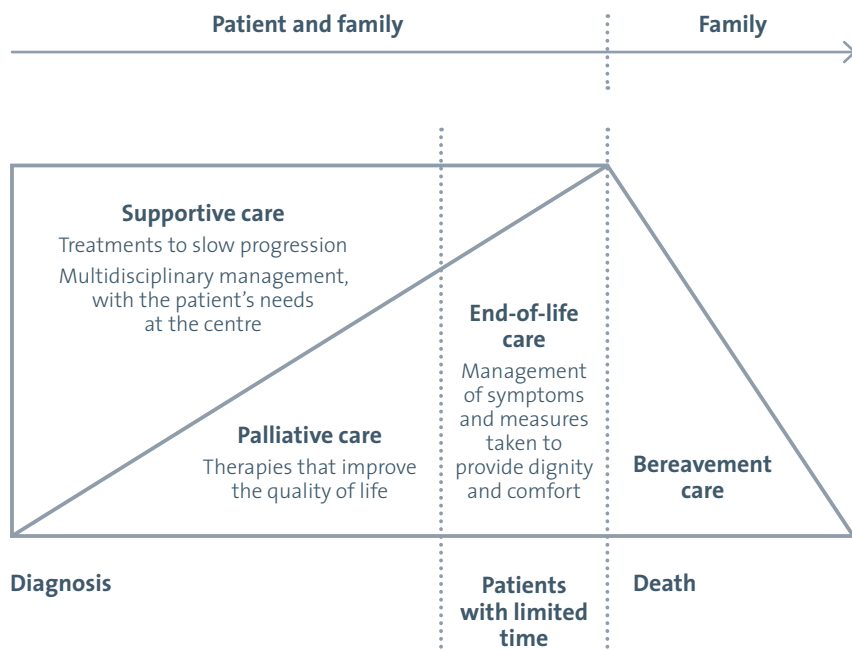 Patient and family
Family
Supportive care
Treatments to slow progression
Multidisciplinary management,
with the patient’s needs
at the centre
End-of-life
care
Management
of symptoms
and measures
taken to
provide dignity
and comfort
Palliative care
Therapies that improve
the quality of life
Bereavement
care
Diagnosis
Patients
with limited
time
Death